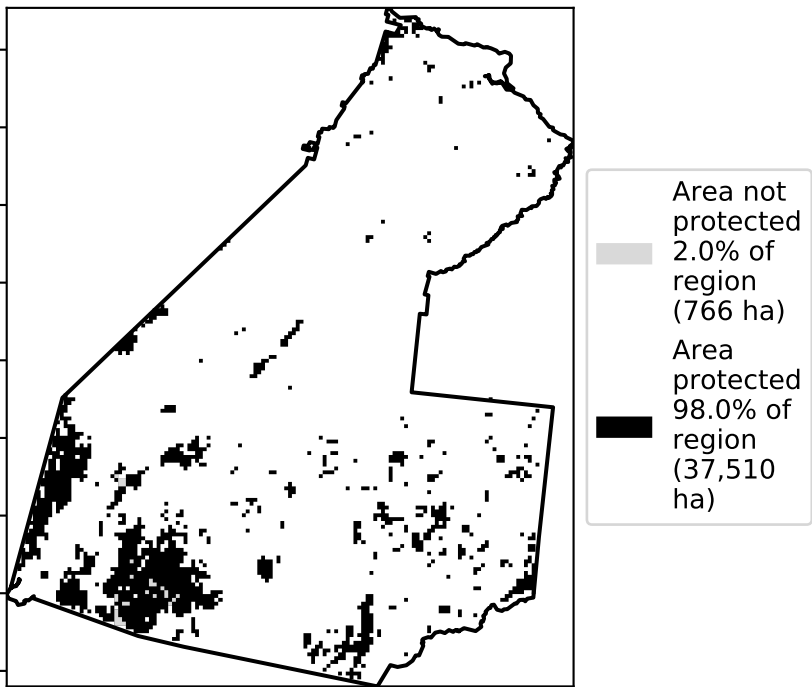 Area not
protected
2.0% of
region
(766 ha)
Area
protected
98.0% of
region
(37,510
ha)